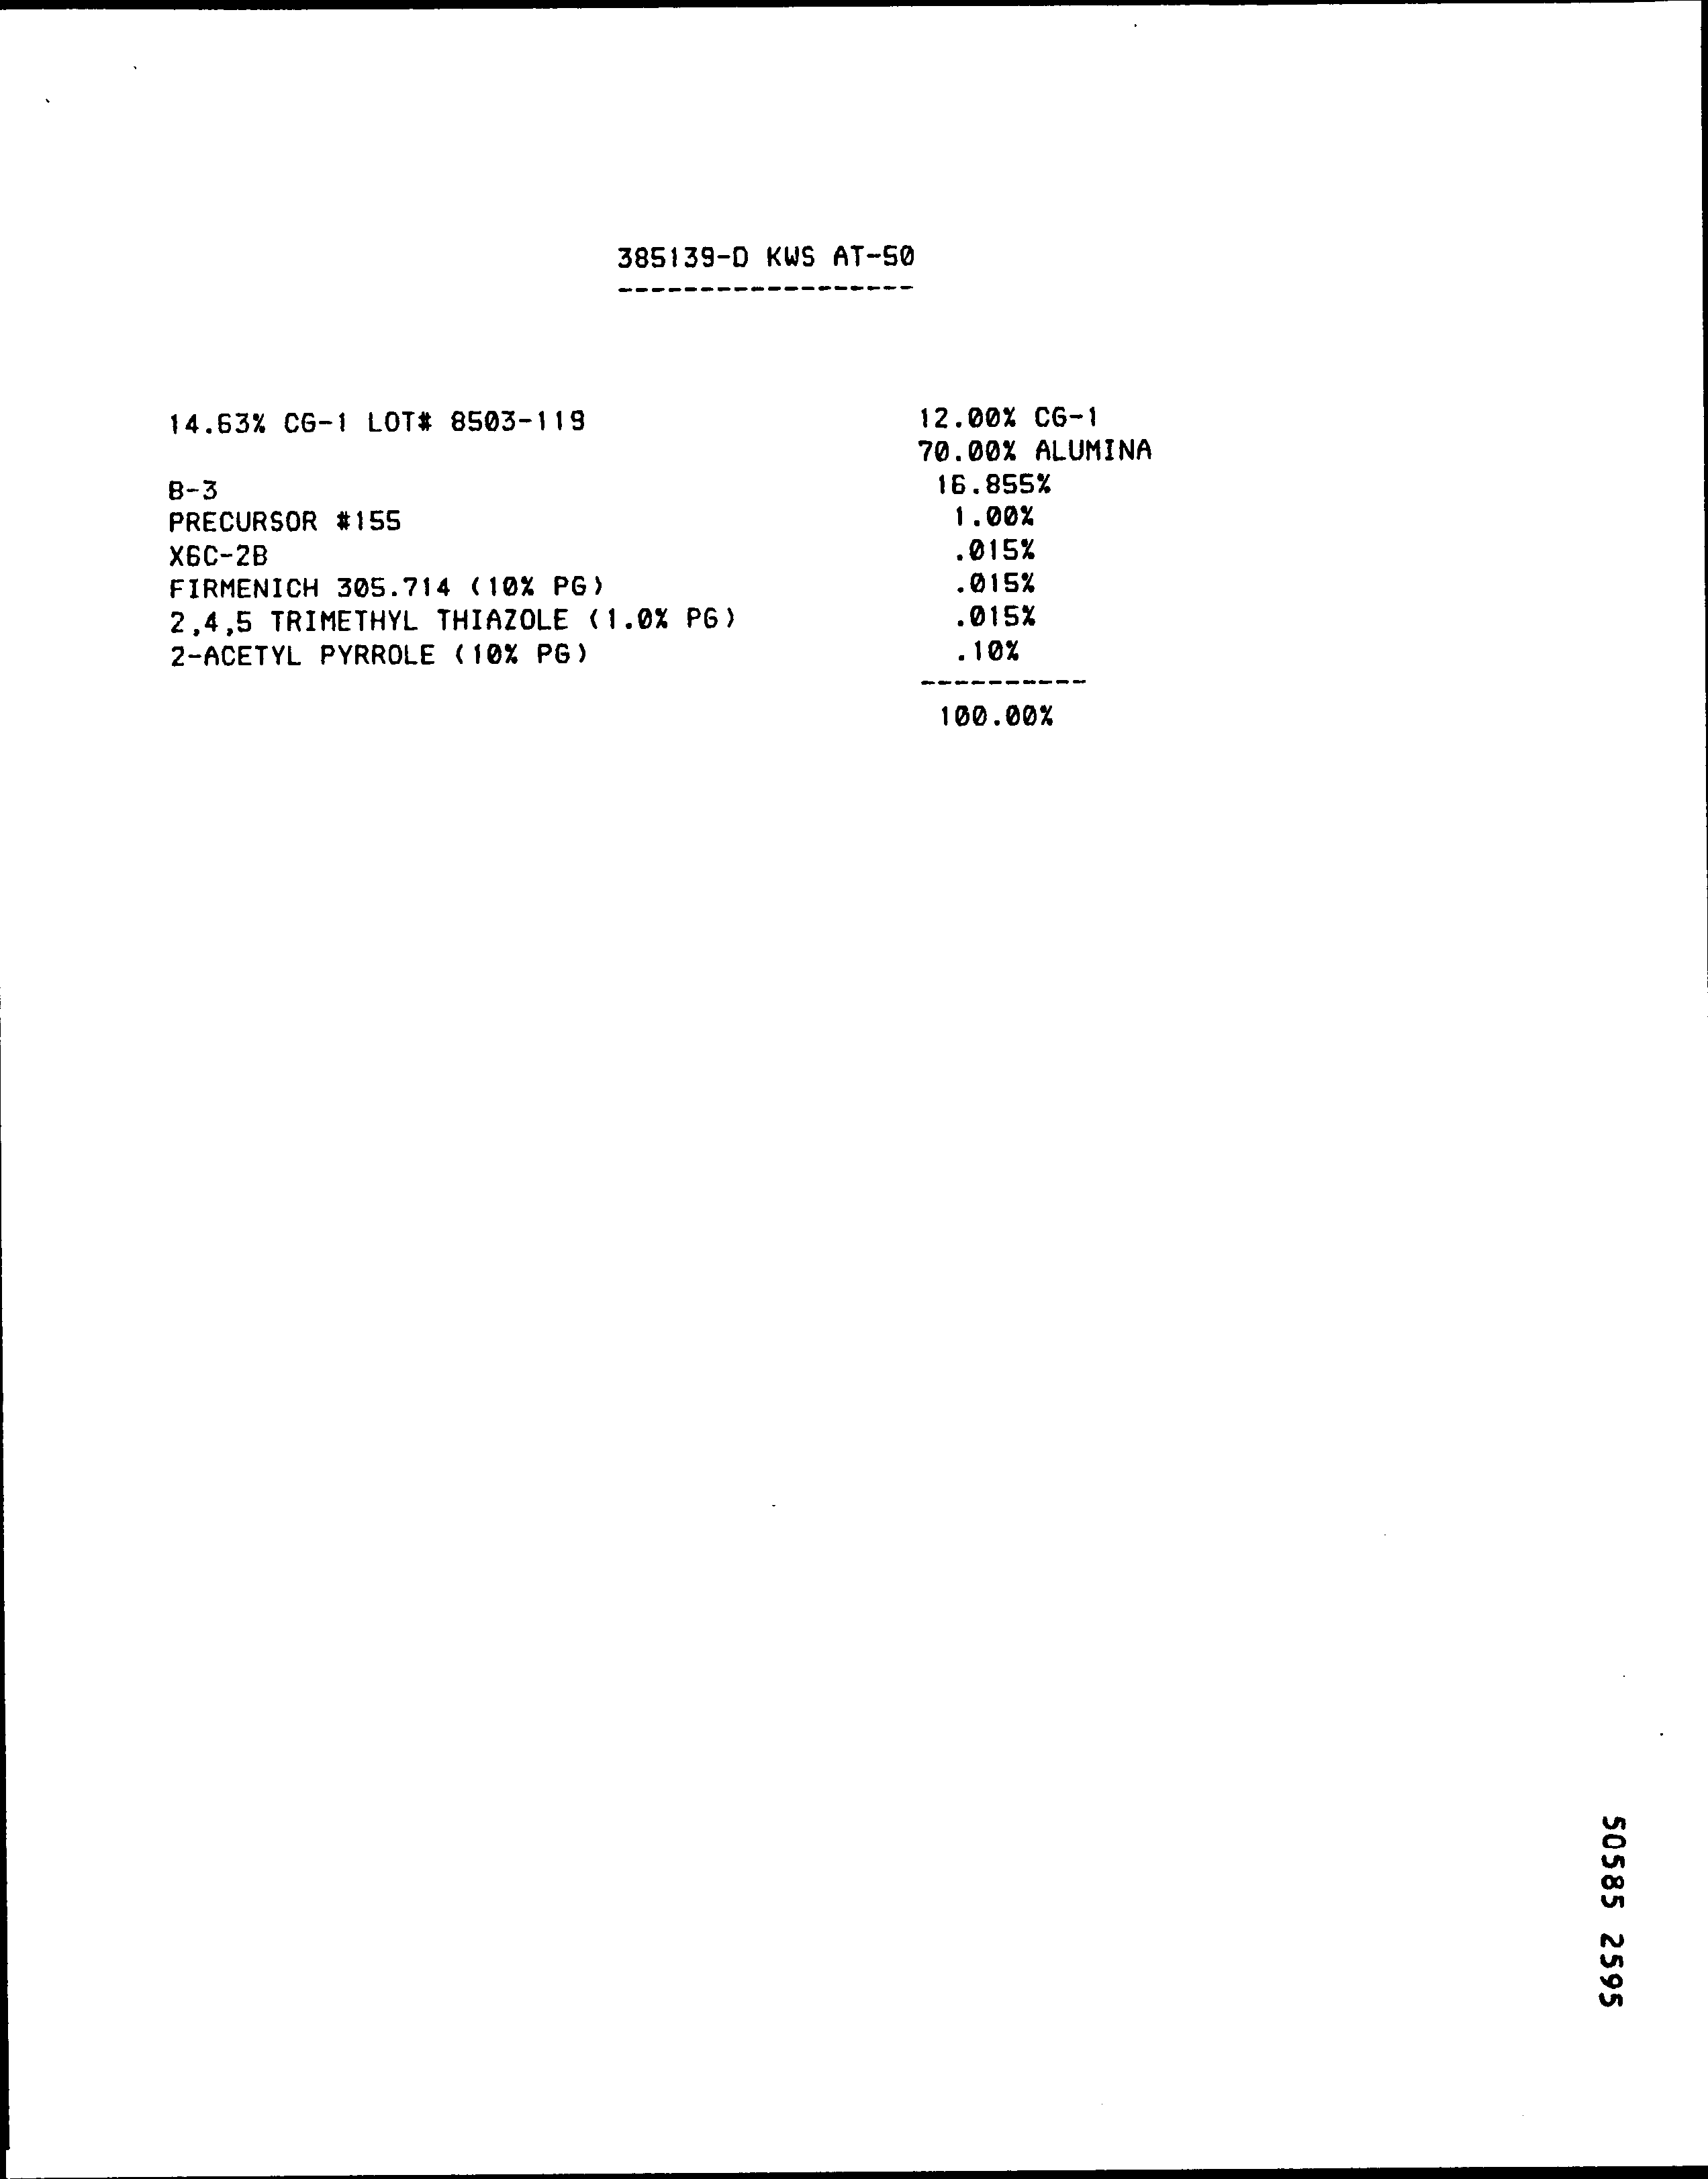 385139-D KWS AT-50
-------------------
14.63% CG-1 LOT# 8503-119 12.00% CG-1
70.00% ALUMINA
B-3 16.855%
PRECURSOR #155 1.00%
X6C-2B .015%
FIRMENICH 305.714 (10% PG) .015%
2,4,5 TRIMETHYL THIAZOLE (1.0% PG) .015%
2-ACETYL PYRROLE (10% PG) .10%
----------
100.00%
50585 2595